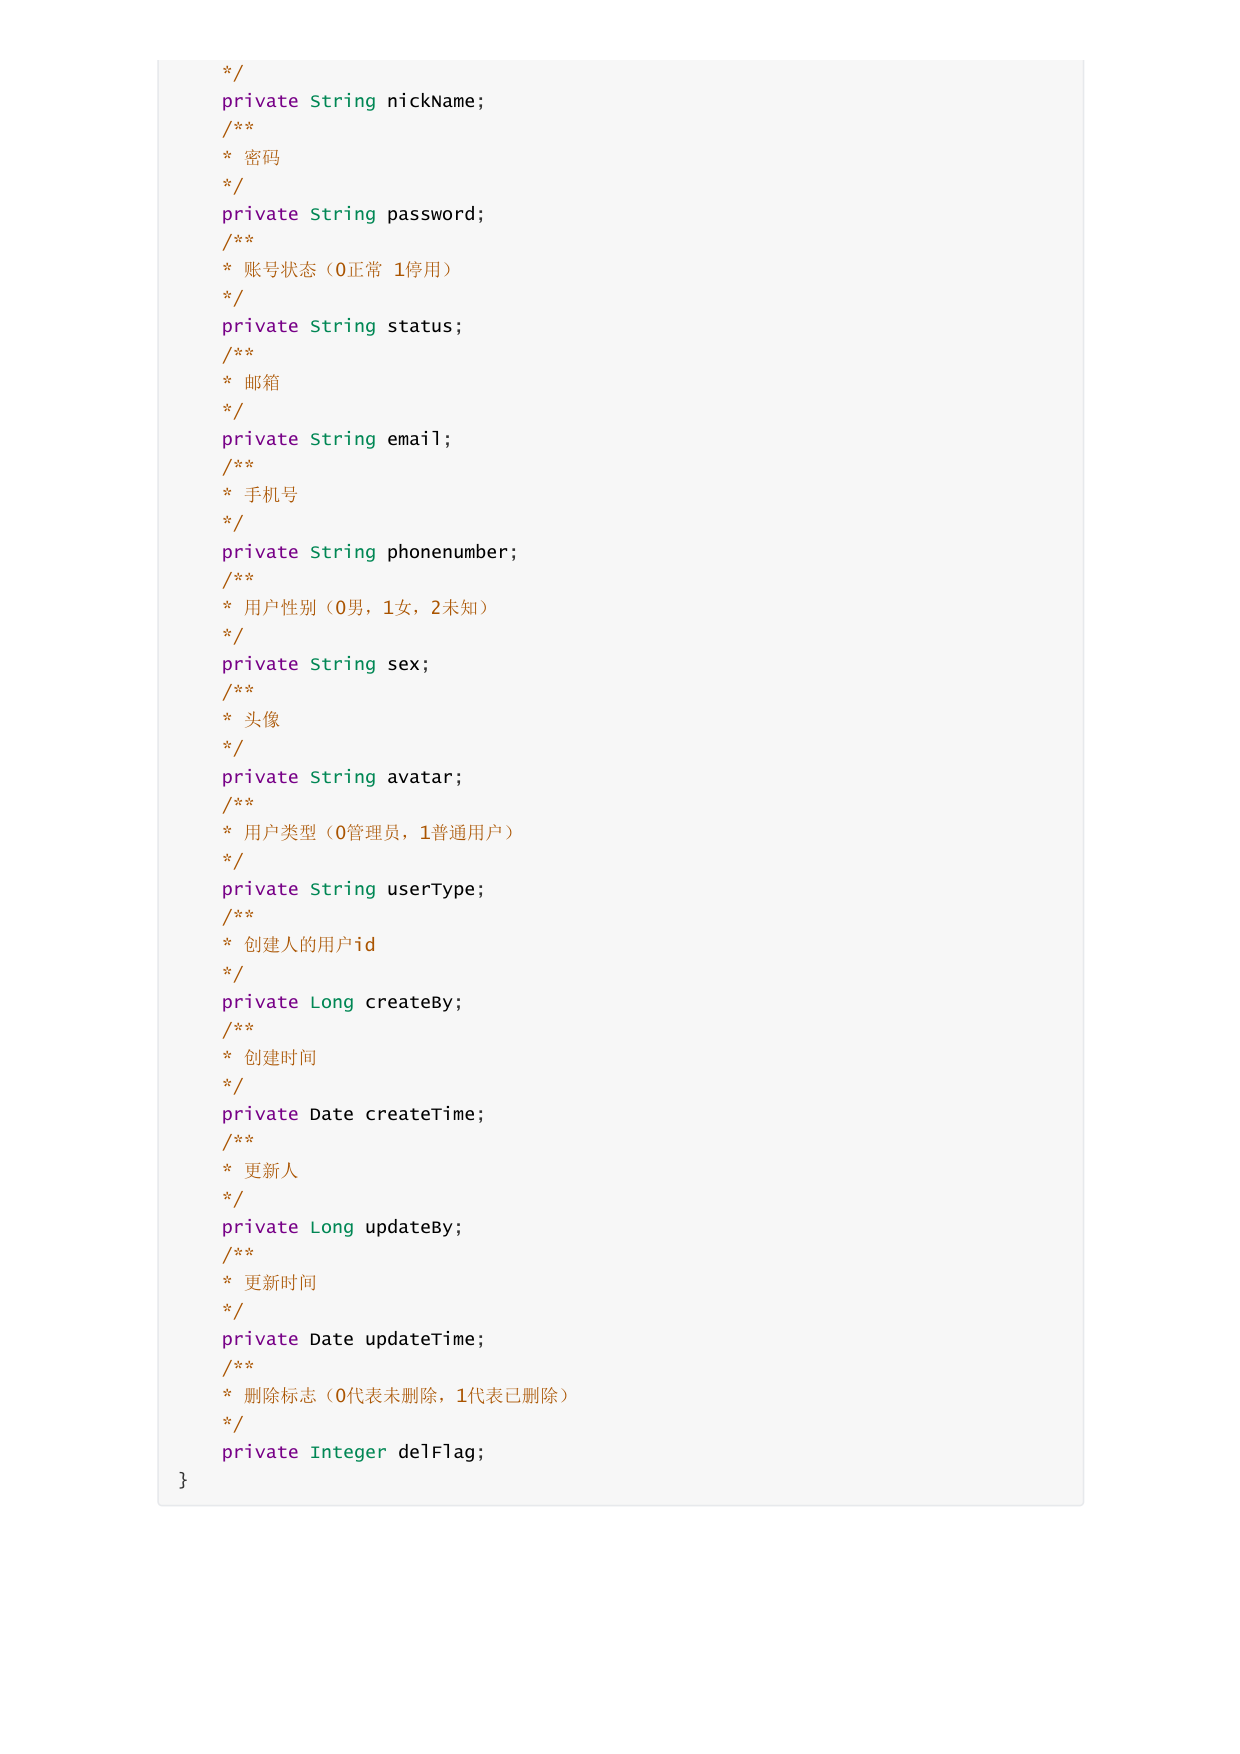 */
private String nickName;
/**
* 密码
*/
private String password;
/**
* 账号状态（0正常 1停用）
*/
private String status;
/**
* 邮箱
*/
private String email;
/**
* 手机号
*/
private String phonenumber;
/**
* 用户性别（0男，1女，2未知）
*/
private String sex;
/**
* 头像
*/
private String avatar;
/**
* 用户类型（0管理员，1普通用户）
*/
private String userType;
/**
* 创建人的用户id
*/
private Long createBy;
/**
* 创建时间
*/
private Date createTime;
/**
* 更新人
*/
private Long updateBy;
/**
* 更新时间
*/
private Date updateTime;
/**
* 删除标志（0代表未删除，1代表已删除）
*/
private Integer delFlag;
}